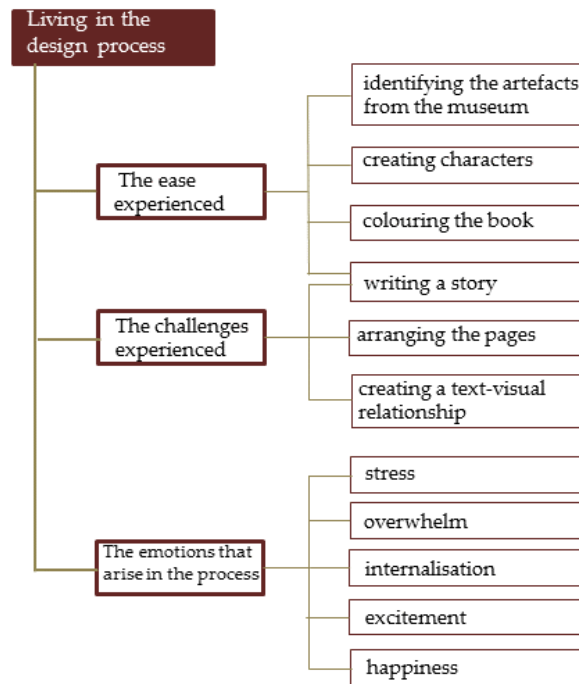 Living in the
design process
The ease
experienced
identifying the artefacts
from the museum
creating characters
colouring the book
writing a story
The challenges
experienced
arranging the pages
creating a text-visual
relationship
The emotions that
arise in the process
stress
overwhelm
internalisation
excitement
happiness